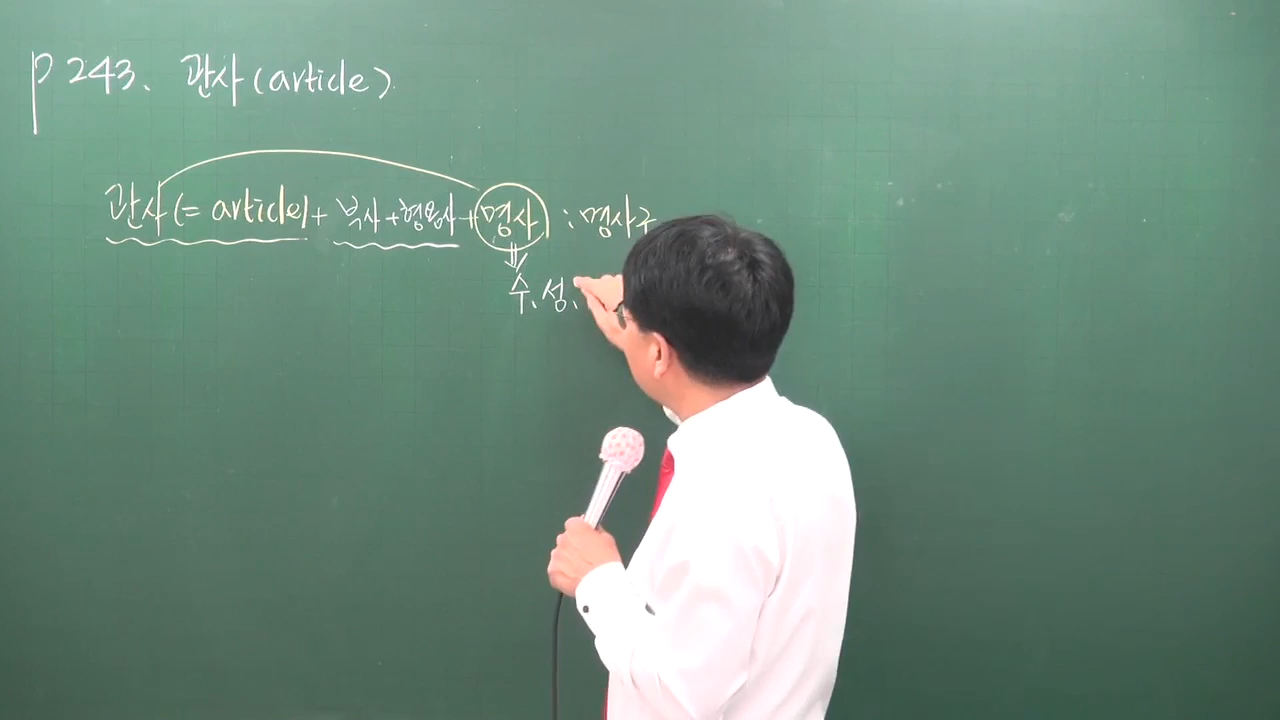 p 243. 관사 (article)
관사 (= article) + 부사 + 형용사 + 명사 : 명사구
수. 성.